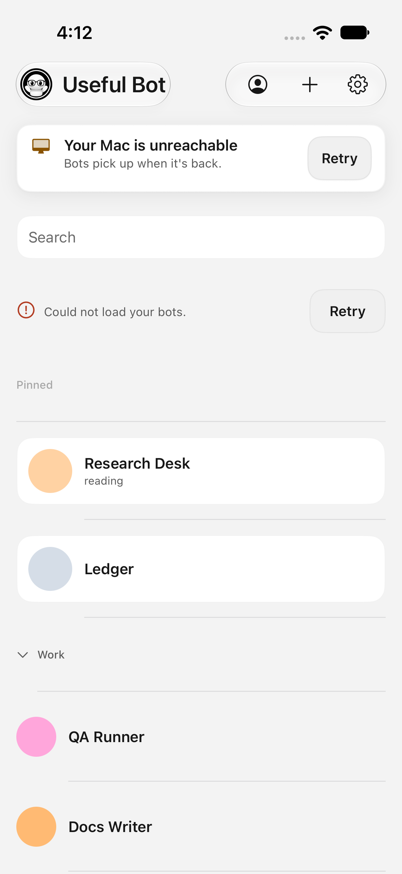 4:12
Useful Bot
Your Mac is unreachable
Bots pick up when it's back.
Retry
Search
Could not load your bots.
Retry
Pinned
Research Desk
reading
Ledger
Work
QA Runner
Docs Writer